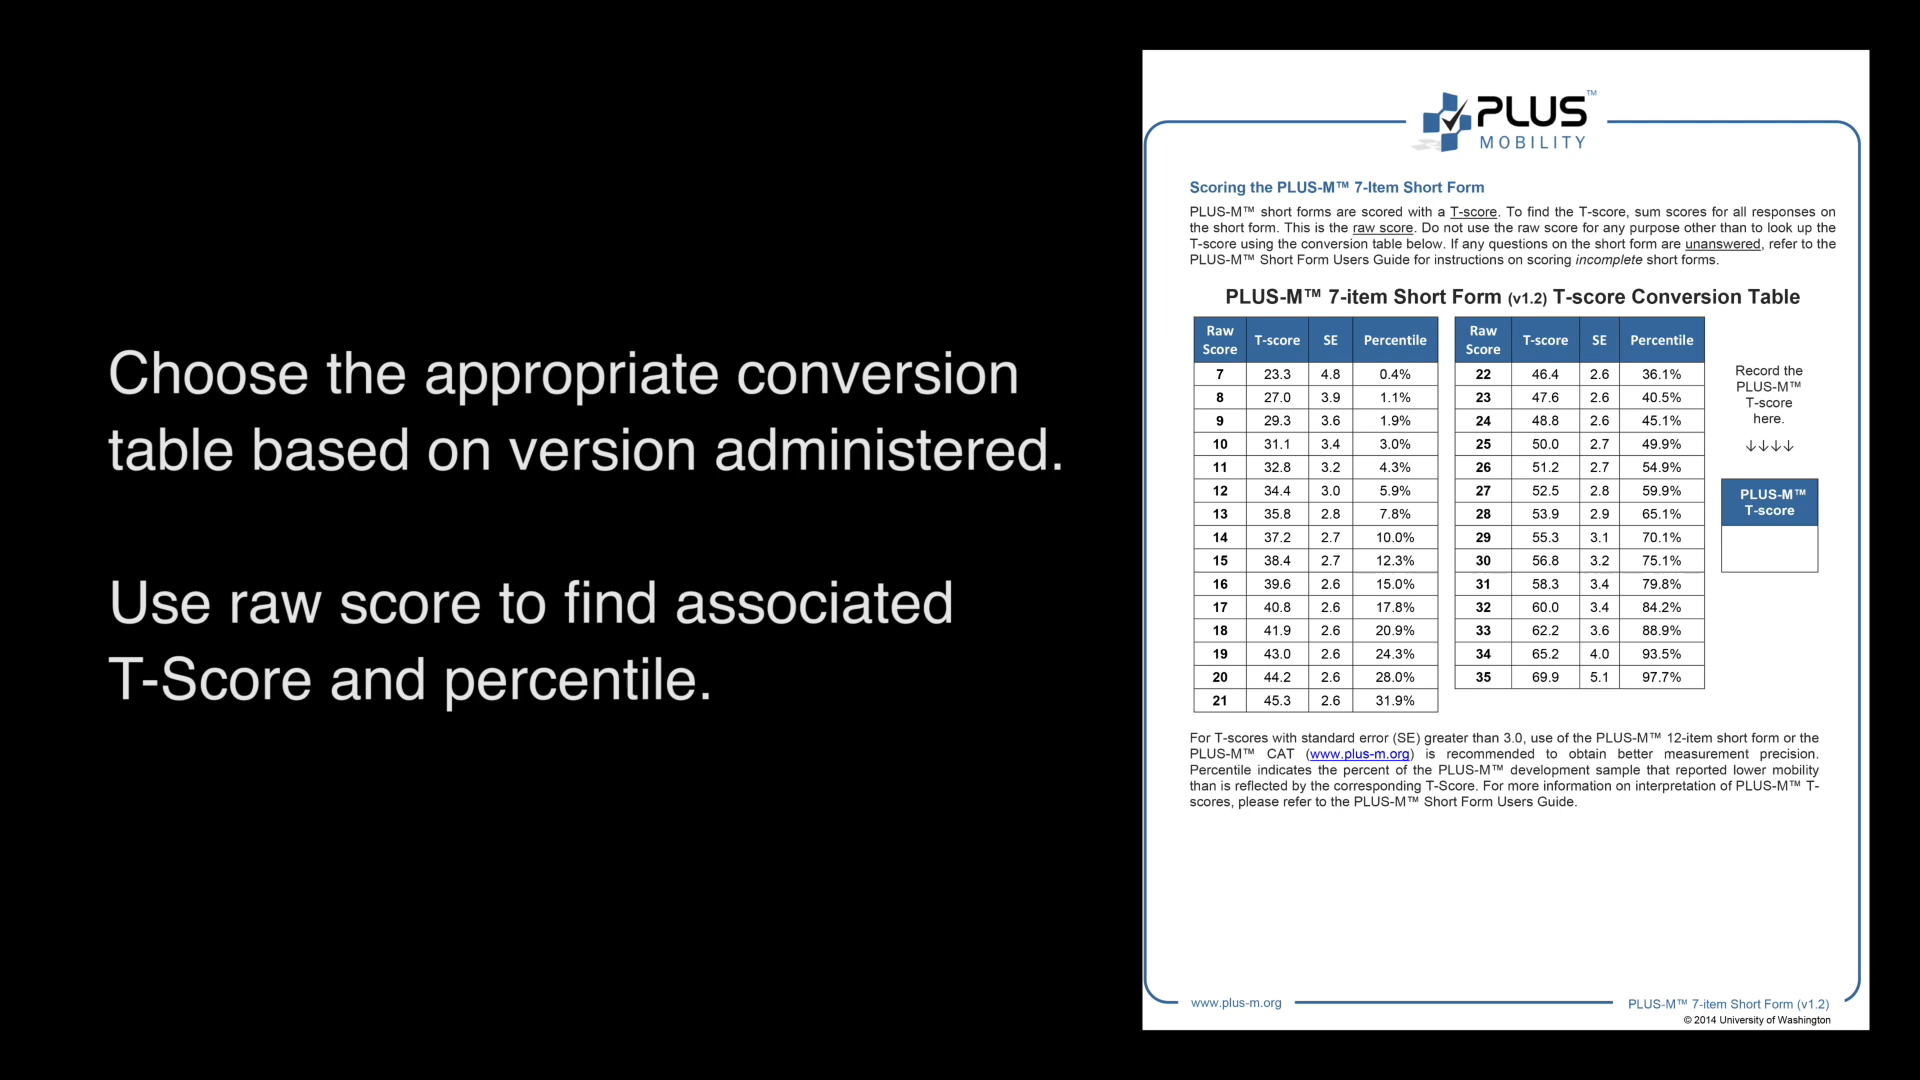 Choose the appropriate conversion
table based on version administered.
Use raw score to find associated
T-Score and percentile.
PLUS™
MOBILITY
Scoring the PLUS-M™ 7-Item Short Form
PLUS-M™ short forms are scored with a T-score. To find the T-score, sum scores for all responses on
the short form. This is the raw score. Do not use the raw score for any purpose other than to look up the
T-score using the conversion table below. If any questions on the short form are unanswered, refer to the
PLUS-M™ Short Form Users Guide for instructions on scoring incomplete short forms.
PLUS-M™ 7-item Short Form (v1.2) T-score Conversion Table
Raw Score T-score SE Percentile
7 23.3 4.8 0.4%
8 27.0 3.9 1.1%
9 29.3 3.6 1.9%
10 31.1 3.4 3.0%
11 32.8 3.2 4.3%
12 34.4 3.0 5.9%
13 35.8 2.8 7.8%
14 37.2 2.7 10.0%
15 38.4 2.7 12.3%
16 39.6 2.6 15.0%
17 40.8 2.6 17.8%
18 41.9 2.6 20.9%
19 43.0 2.6 24.3%
20 44.2 2.6 28.0%
21 45.3 2.6 31.9%
Raw Score T-score SE Percentile
22 46.4 2.6 36.1%
23 47.6 2.6 40.5%
24 48.8 2.6 45.1%
25 50.0 2.7 49.9%
26 51.2 2.7 54.9%
27 52.5 2.8 59.9%
28 53.9 2.9 65.1%
29 55.3 3.1 70.1%
30 56.8 3.2 75.1%
31 58.3 3.4 79.8%
32 60.0 3.4 84.2%
33 62.2 3.6 88.9%
34 65.2 4.0 93.5%
35 69.9 5.1 97.7%
Record the
PLUS-M™
T-score
here.
↓↓↓↓
PLUS-M™
T-score
For T-scores with standard error (SE) greater than 3.0, use of the PLUS-M™ 12-item short form or the
PLUS-M™ CAT (www.plus-m.org) is recommended to obtain better measurement precision.
Percentile indicates the percent of the PLUS-M™ development sample that reported lower mobility
than is reflected by the corresponding T-Score. For more information on interpretation of PLUS-M™ T-
scores, please refer to the PLUS-M™ Short Form Users Guide.
www.plus-m.org
PLUS-M™ 7-item Short Form (v1.2)
© 2014 University of Washington